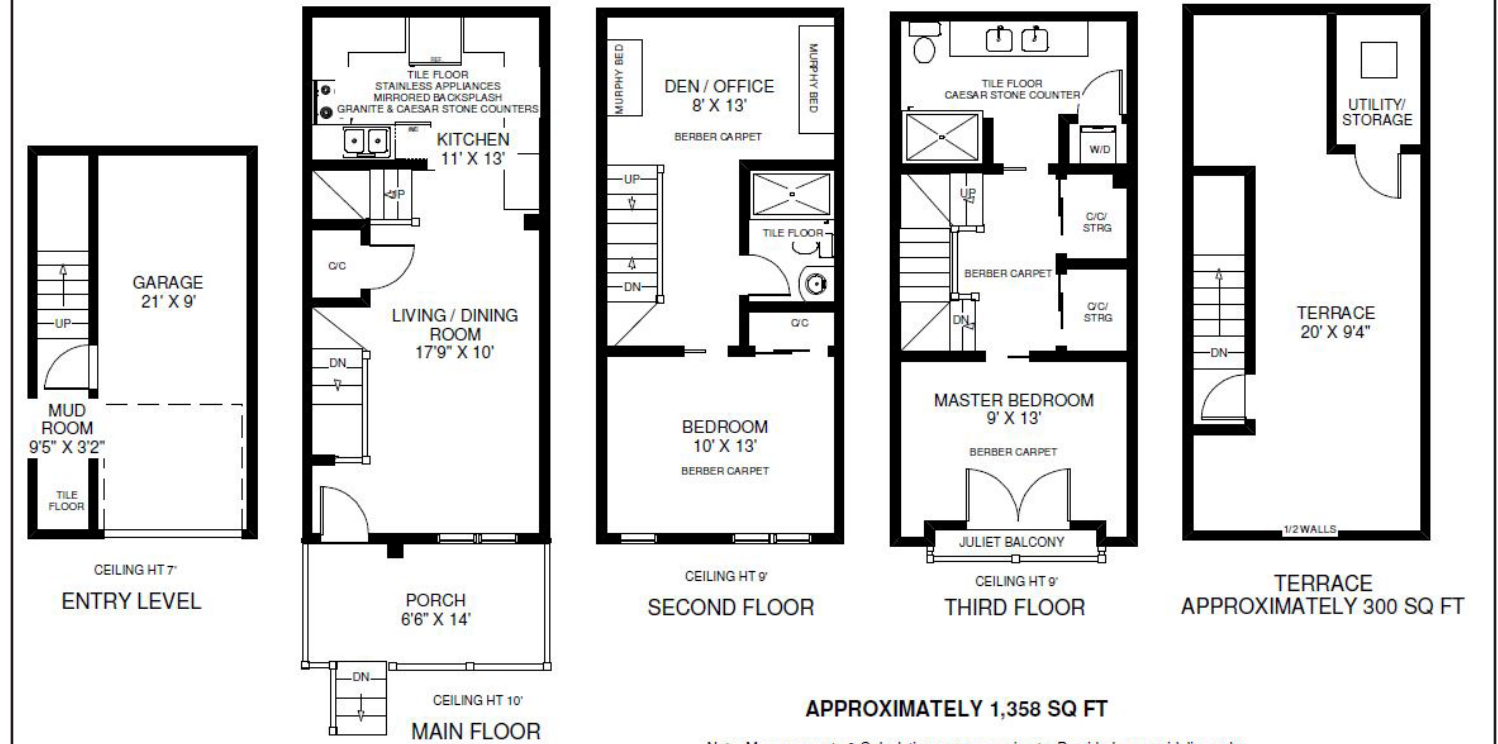 UP
GARAGE
21' X 9'
MUD
ROOM
9'5" X 3'2"
TILE
FLOOR
CEILING HT 7'
ENTRY LEVEL
REF.
TILE FLOOR
STAINLESS APPLIANCES
MIRRORED BACKSPLASH
GRANITE & CAESAR STONE COUNTERS
KITCHEN
11' X 13'
UP
C/C
LIVING / DINING
ROOM
17'9" X 10'
DN
PORCH
6'6" X 14'
DN
CEILING HT 10'
MAIN FLOOR
MURPHY BED
DEN / OFFICE
8' X 13'
MURPHY BED
BERBER CARPET
UP
TILE FLOOR
DN
C/C
BEDROOM
10' X 13'
BERBER CARPET
CEILING HT 9'
SECOND FLOOR
TILE FLOOR
CAESAR STONE COUNTER
W/D
UP
C/C/
STRG
BERBER CARPET
C/C/
STRG
DN
MASTER BEDROOM
9' X 13'
BERBER CARPET
JULIET BALCONY
CEILING HT 9'
THIRD FLOOR
UTILITY/
STORAGE
TERRACE
20' X 9'4"
DN
1/2 WALLS
TERRACE
APPROXIMATELY 300 SQ FT
APPROXIMATELY 1,358 SQ FT